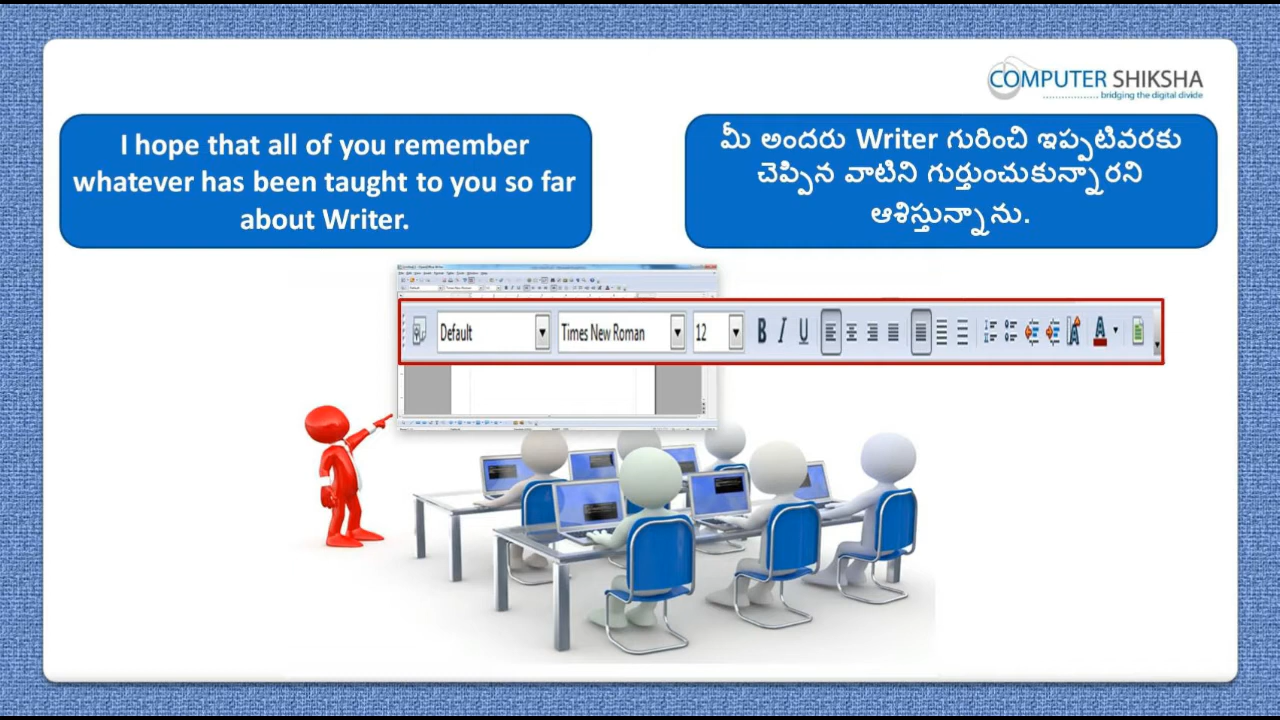 COMPUTER SHIKSHA
bridging the digital divide
I hope that all of you remember
whatever has been taught to you so far
about Writer.
మీ అందరు Writer గురించి ఇప్పటివరకు
చెప్పిన వాటిని గుర్తుంచుకున్నారని
ఆశిస్తున్నాను.
Default Times New Roman 12 B I U A